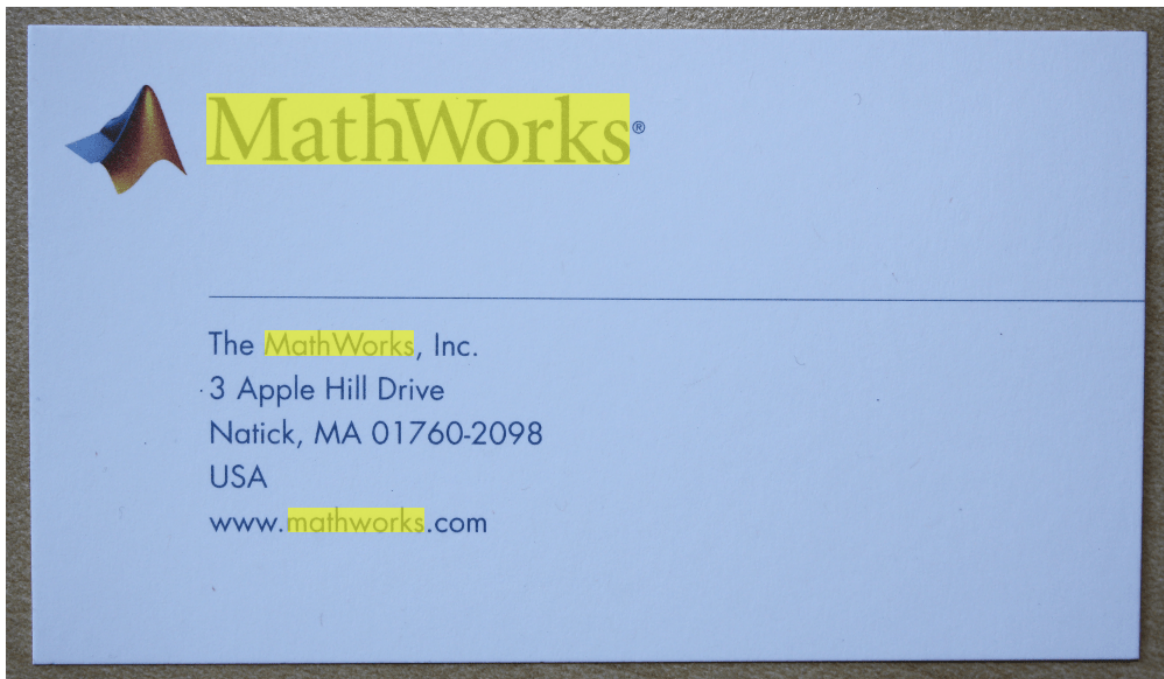 MathWorks®
The MathWorks, Inc.
3 Apple Hill Drive
Natick, MA 01760-2098
USA
www.mathworks.com